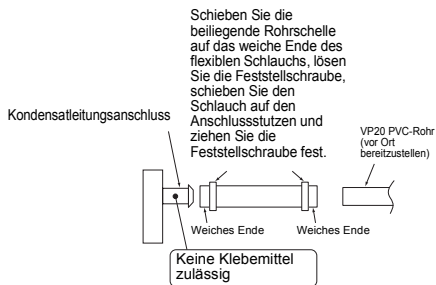 Schieben Sie die
beiliegende Rohrschelle
auf das weiche Ende des
flexiblen Schlauchs, lösen
Sie die Feststellschraube,
schieben Sie den
Schlauch auf den
Anschlussstutzen und
ziehen Sie die
Feststellschraube fest.
Kondensatleitungsanschluss
VP20 PVC-Rohr
(vor Ort
bereitzustellen)
Weiches Ende
Weiches Ende
Keine Klebemittel
zulässig